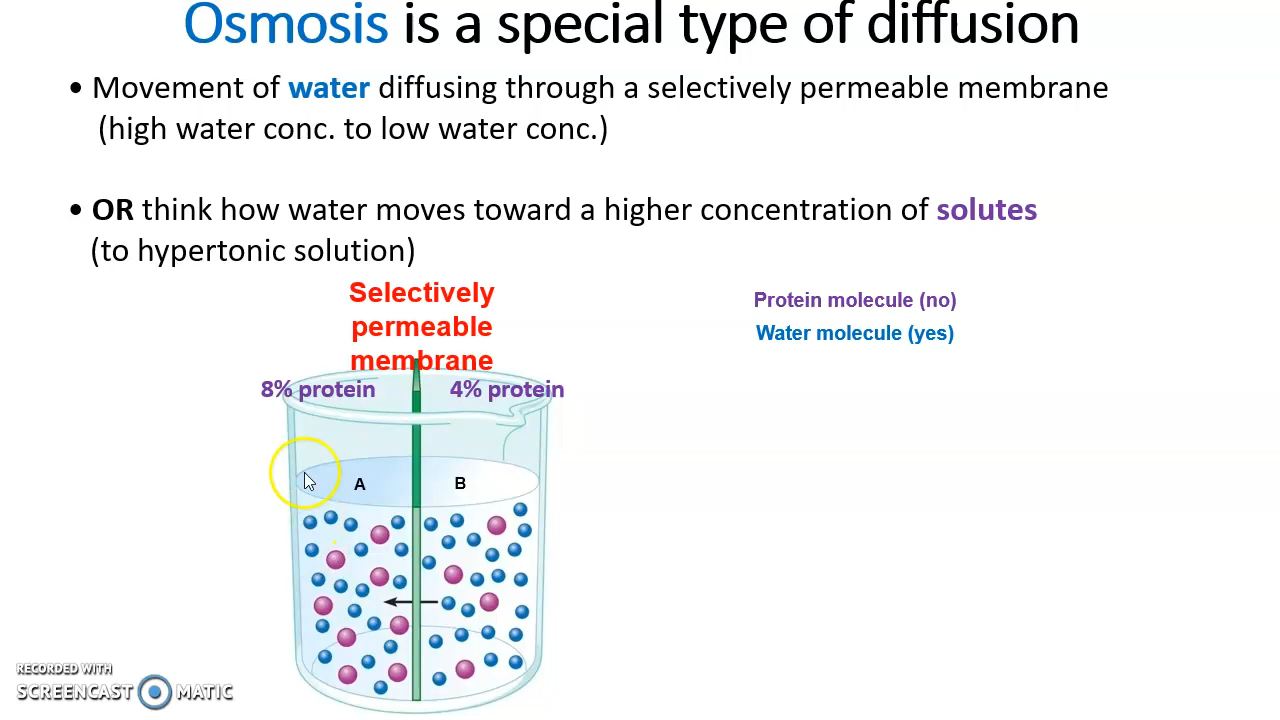 Osmosis is a special type of diffusion
• Movement of water diffusing through a selectively permeable membrane
(high water conc. to low water conc.)
• OR think how water moves toward a higher concentration of solutes
(to hypertonic solution)
Selectively
permeable
membrane
Protein molecule (no)
Water molecule (yes)
8% protein
4% protein
A
B
RECORDED WITH
SCREENCAST MATIC